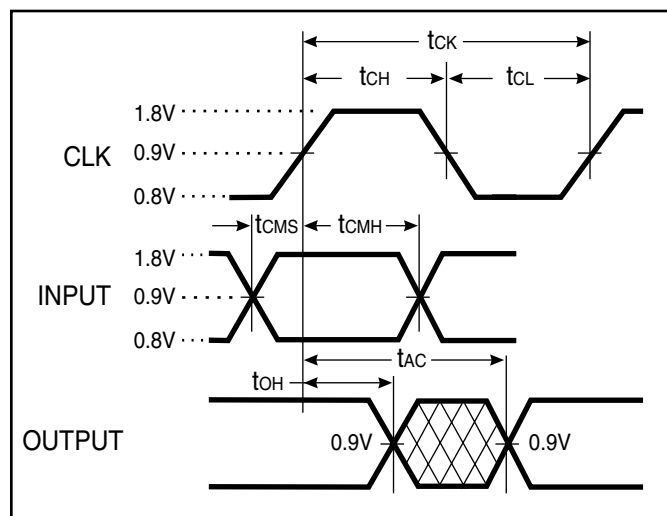 tCK
tCH tCL
1.8V
CLK 0.9V
0.8V
tCMS tCMH
1.8V
INPUT 0.9V
0.8V
tAC
tOH
OUTPUT 0.9V 0.9V